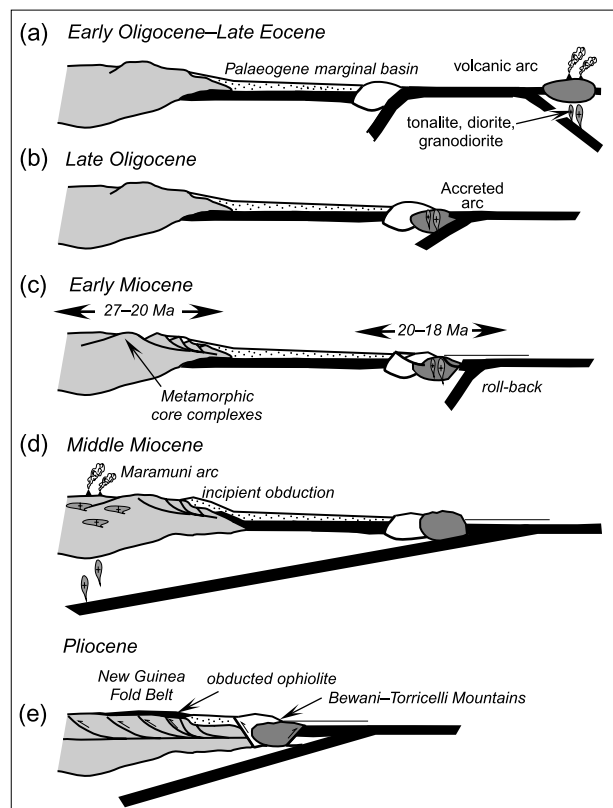 (a) Early Oligocene–Late Eocene
Palaeogene marginal basin
volcanic arc
tonalite, diorite,
granodiorite
(b) Late Oligocene
Accreted
arc
(c) Early Miocene
27–20 Ma
20–18 Ma
Metamorphic
core complexes
roll-back
(d) Middle Miocene
Maramuni arc
incipient obduction
Pliocene
New Guinea
Fold Belt
obducted ophiolite
Bewani–Torricelli Mountains
(e)